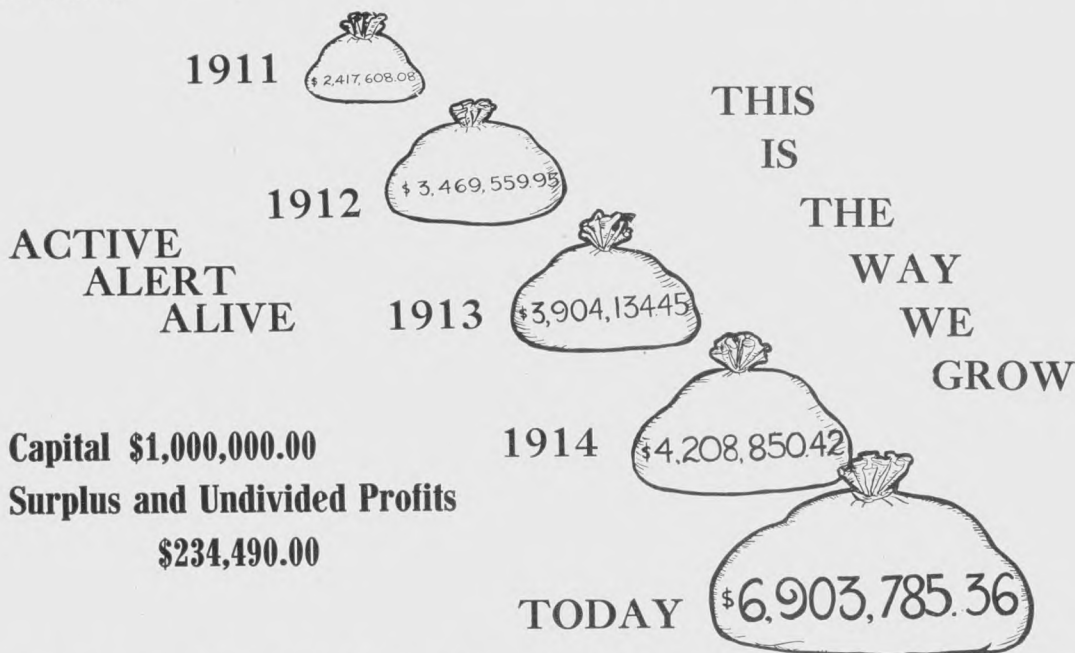 1911
$ 2,417,608.08
1912
$ 3,469,559.95
1913
$3,904,134.45
1914
$4,208,850.42
TODAY
$6,903,785.36
THIS
IS
THE
WAY
WE
GROW
ACTIVE
ALERT
ALIVE
Capital $1,000,000.00
Surplus and Undivided Profits
$234,490.00